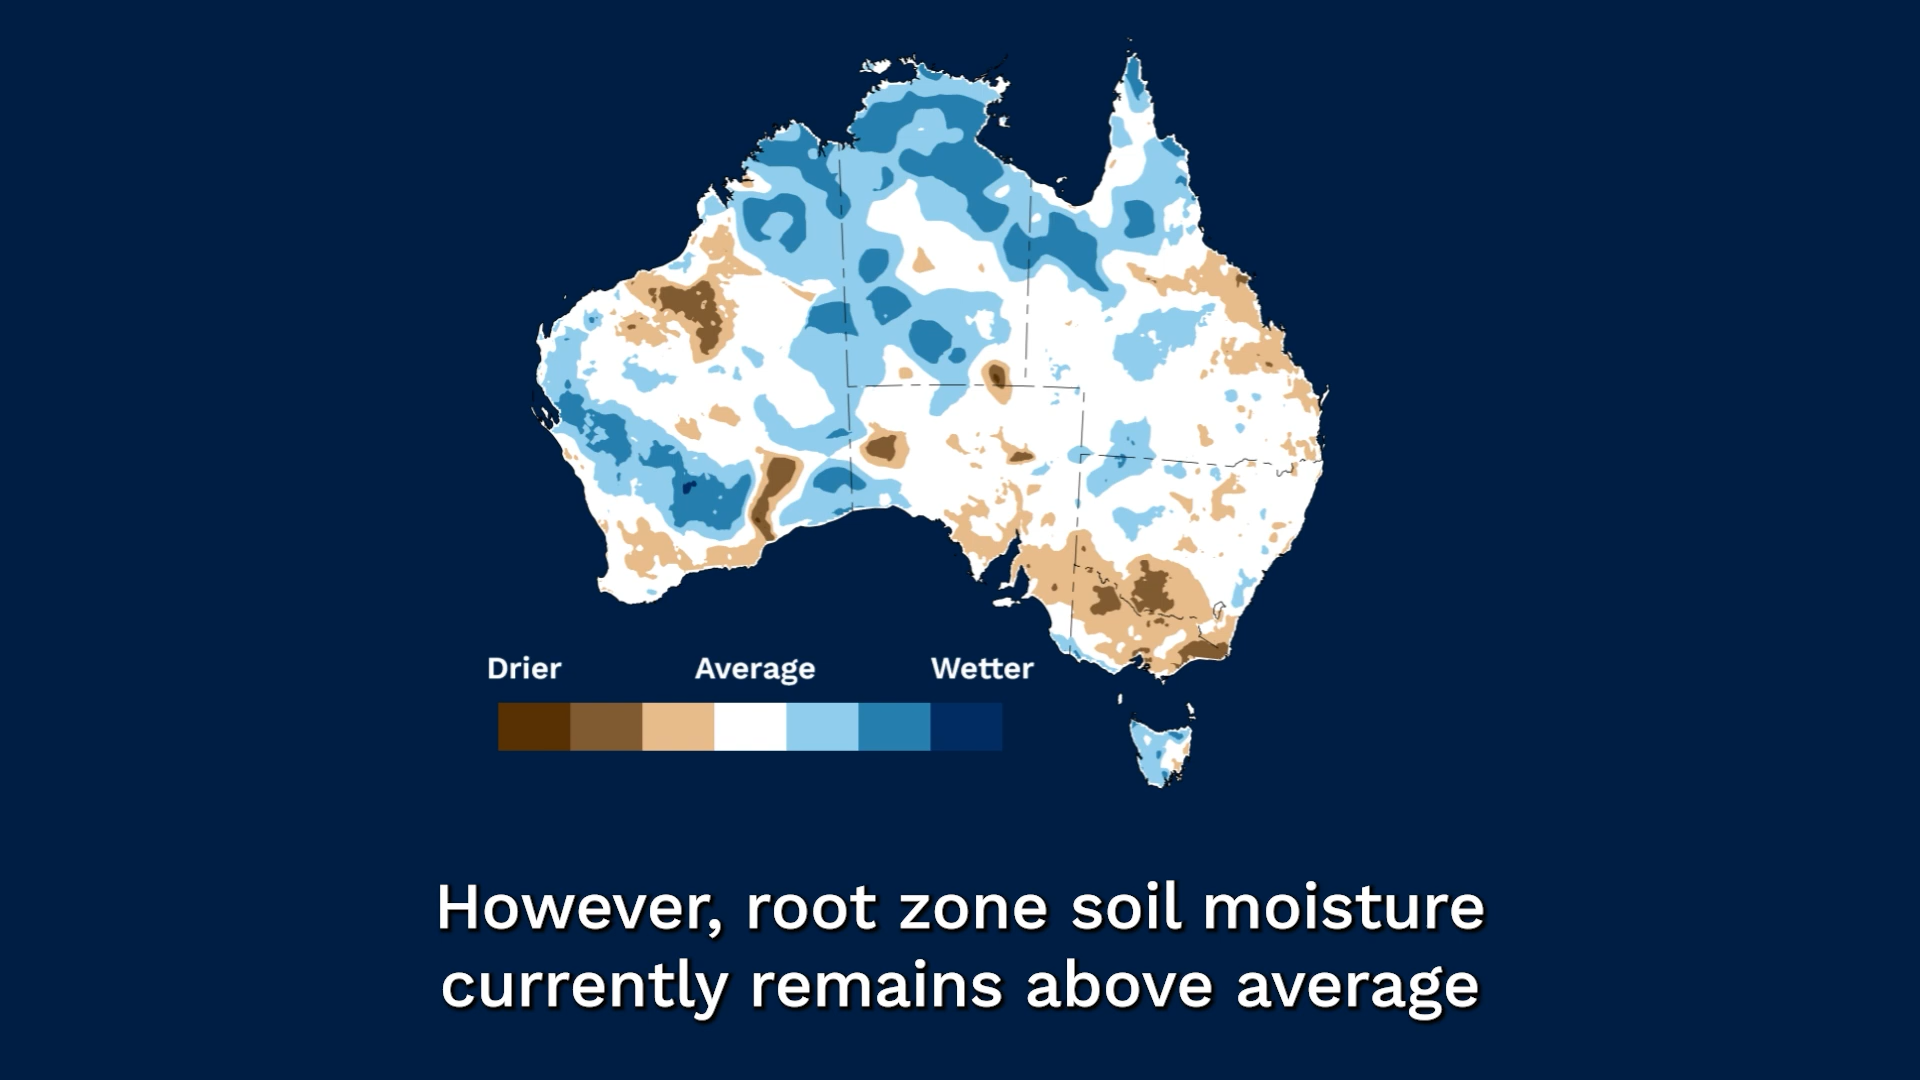 Drier Average Wetter
However, root zone soil moisture
currently remains above average